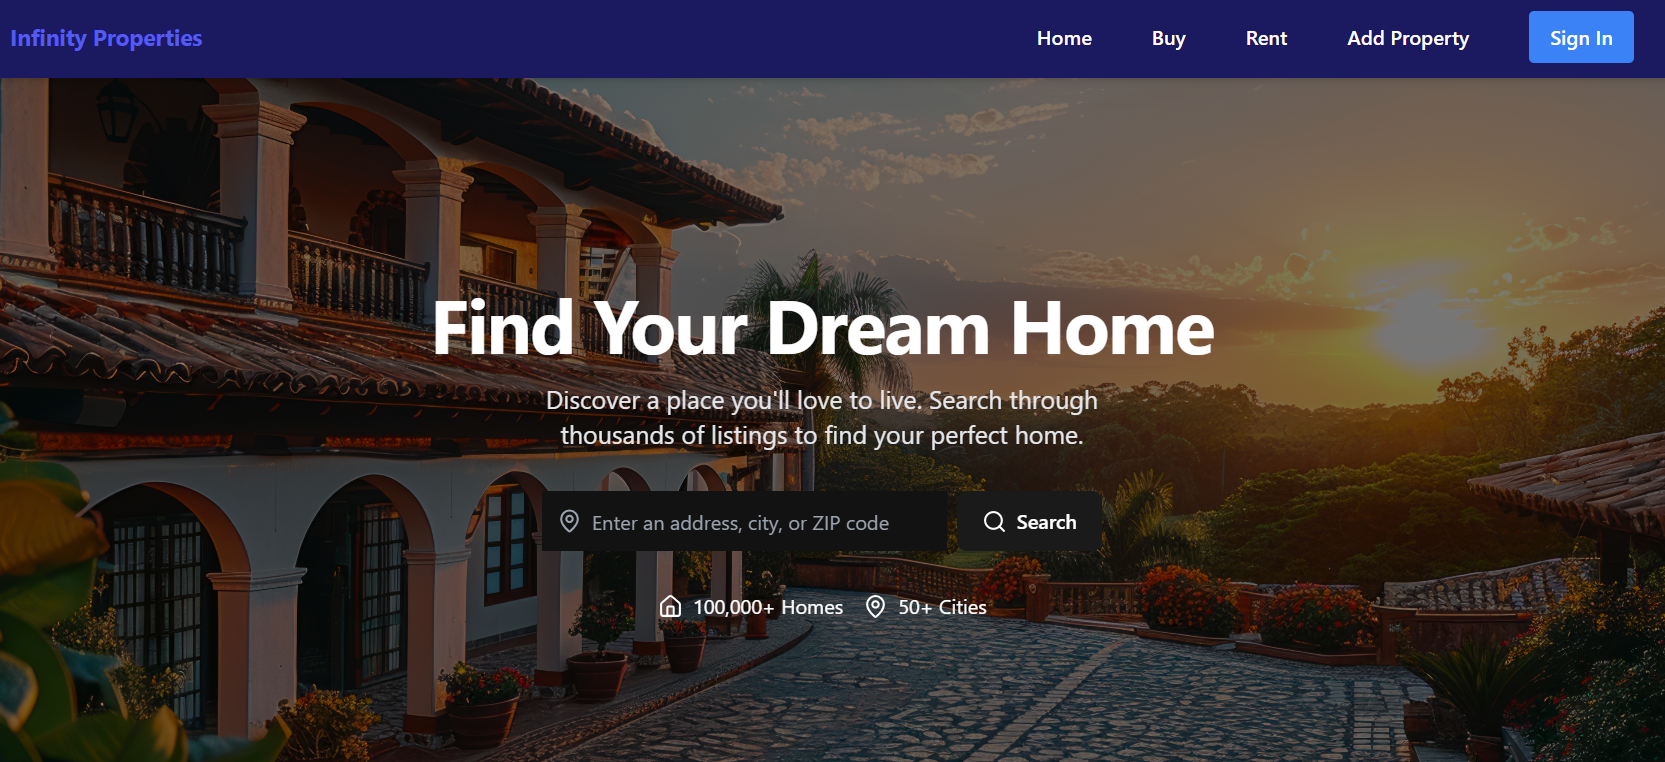 Infinity Properties
Home
Buy
Rent
Add Property
Sign In
Find Your Dream Home
Discover a place you'll love to live. Search through
thousands of listings to find your perfect home.
Enter an address, city, or ZIP code
Search
100,000+ Homes
50+ Cities